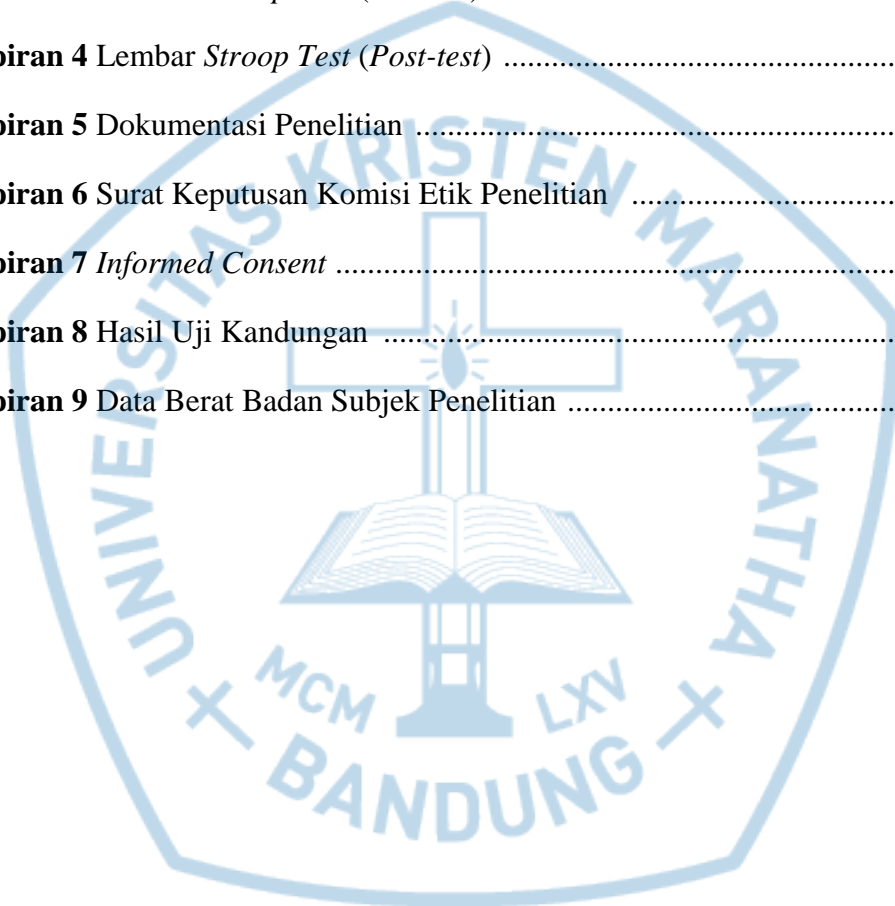 piran 4 Lembar Stroop Test (Post-test) ........................................................
piran 5 Dokumentasi Penelitian ........................................................
piran 6 Surat Keputusan Komisi Etik Penelitian ........................................
piran 7 Informed Consent ........................................................
piran 8 Hasil Uji Kandungan ........................................................
piran 9 Data Berat Badan Subjek Penelitian ........................................
UNIVERSITAS KRISTEN MARANATHA
MCM LXV
BANDUNG